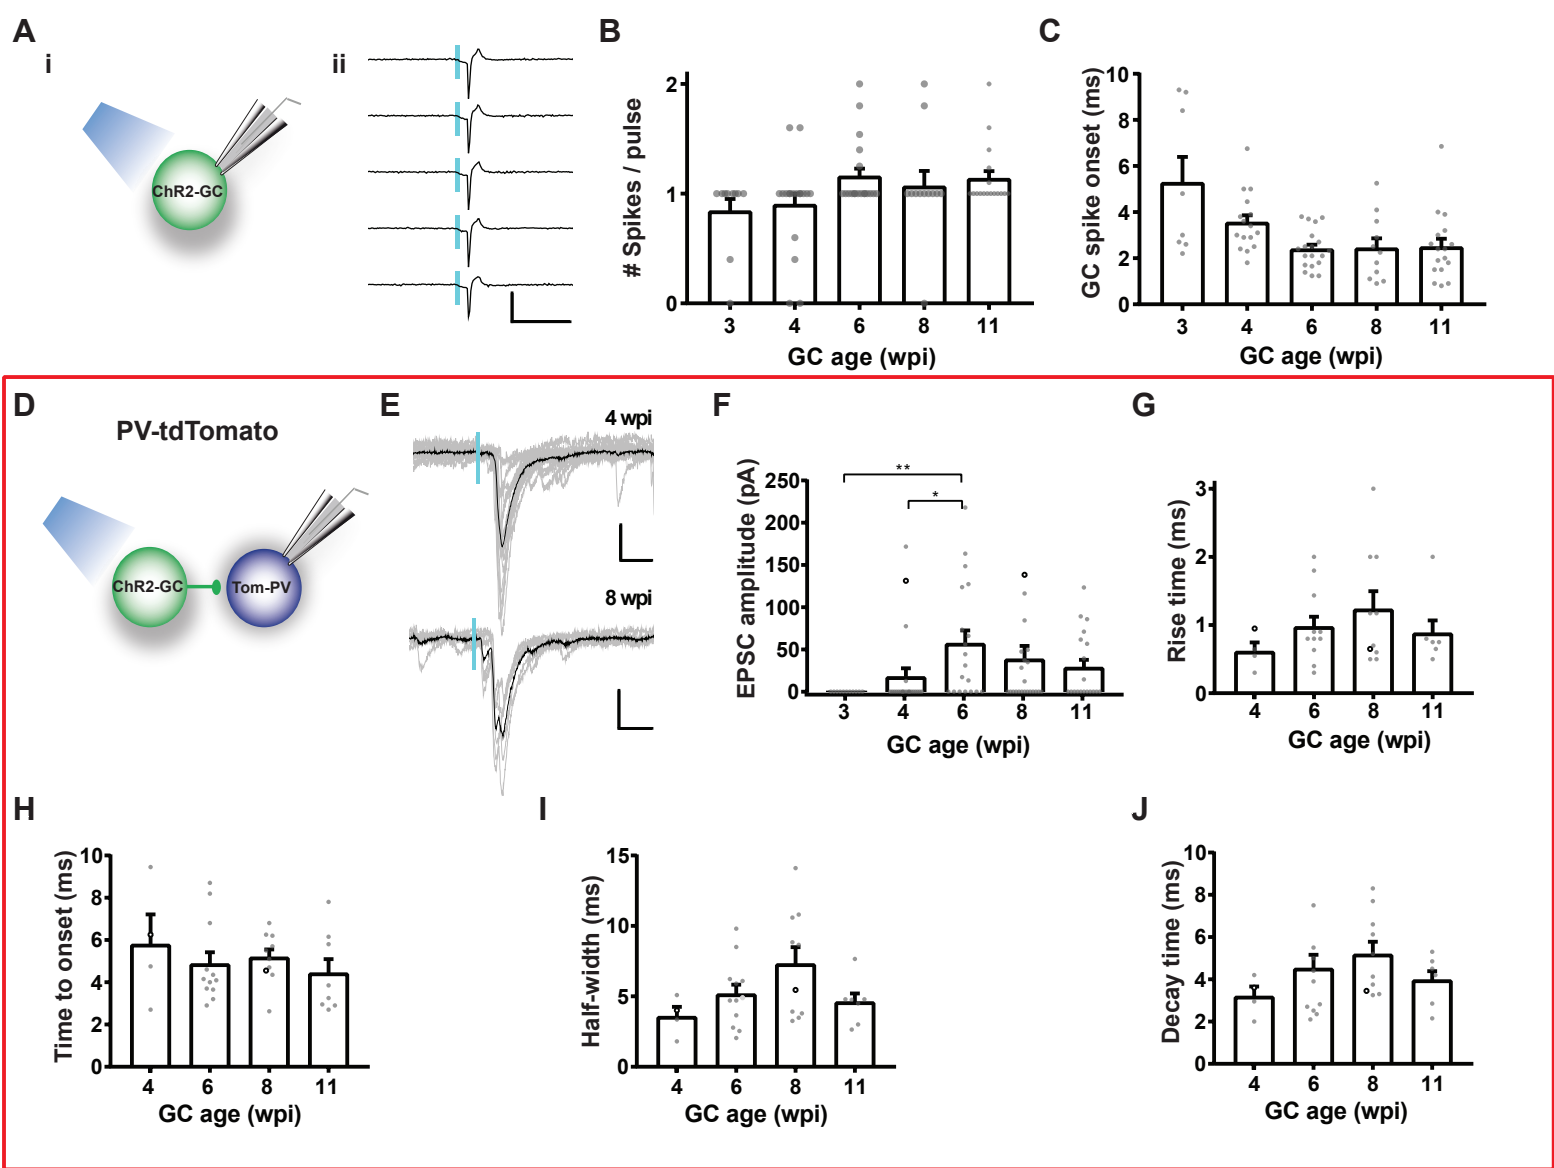 A
i
ChR2-GC
ii
B
# Spikes / pulse
2
1
0
3 4 6 8 11
GC age (wpi)
C
GC spike onset (ms)
10
8
6
4
2
0
3 4 6 8 11
GC age (wpi)
D
PV-tdTomato
ChR2-GC
Tom-PV
E
4 wpi
8 wpi
F
EPSC amplitude (pA)
250
200
150
100
50
0
**
*
3 4 6 8 11
GC age (wpi)
G
Rise time (ms)
3
2
1
0
4 6 8 11
GC age (wpi)
H
Time to onset (ms)
10
8
6
4
2
0
4 6 8 11
GC age (wpi)
I
Half-width (ms)
15
10
5
0
4 6 8 11
GC age (wpi)
J
Decay time (ms)
10
8
6
4
2
0
4 6 8 11
GC age (wpi)